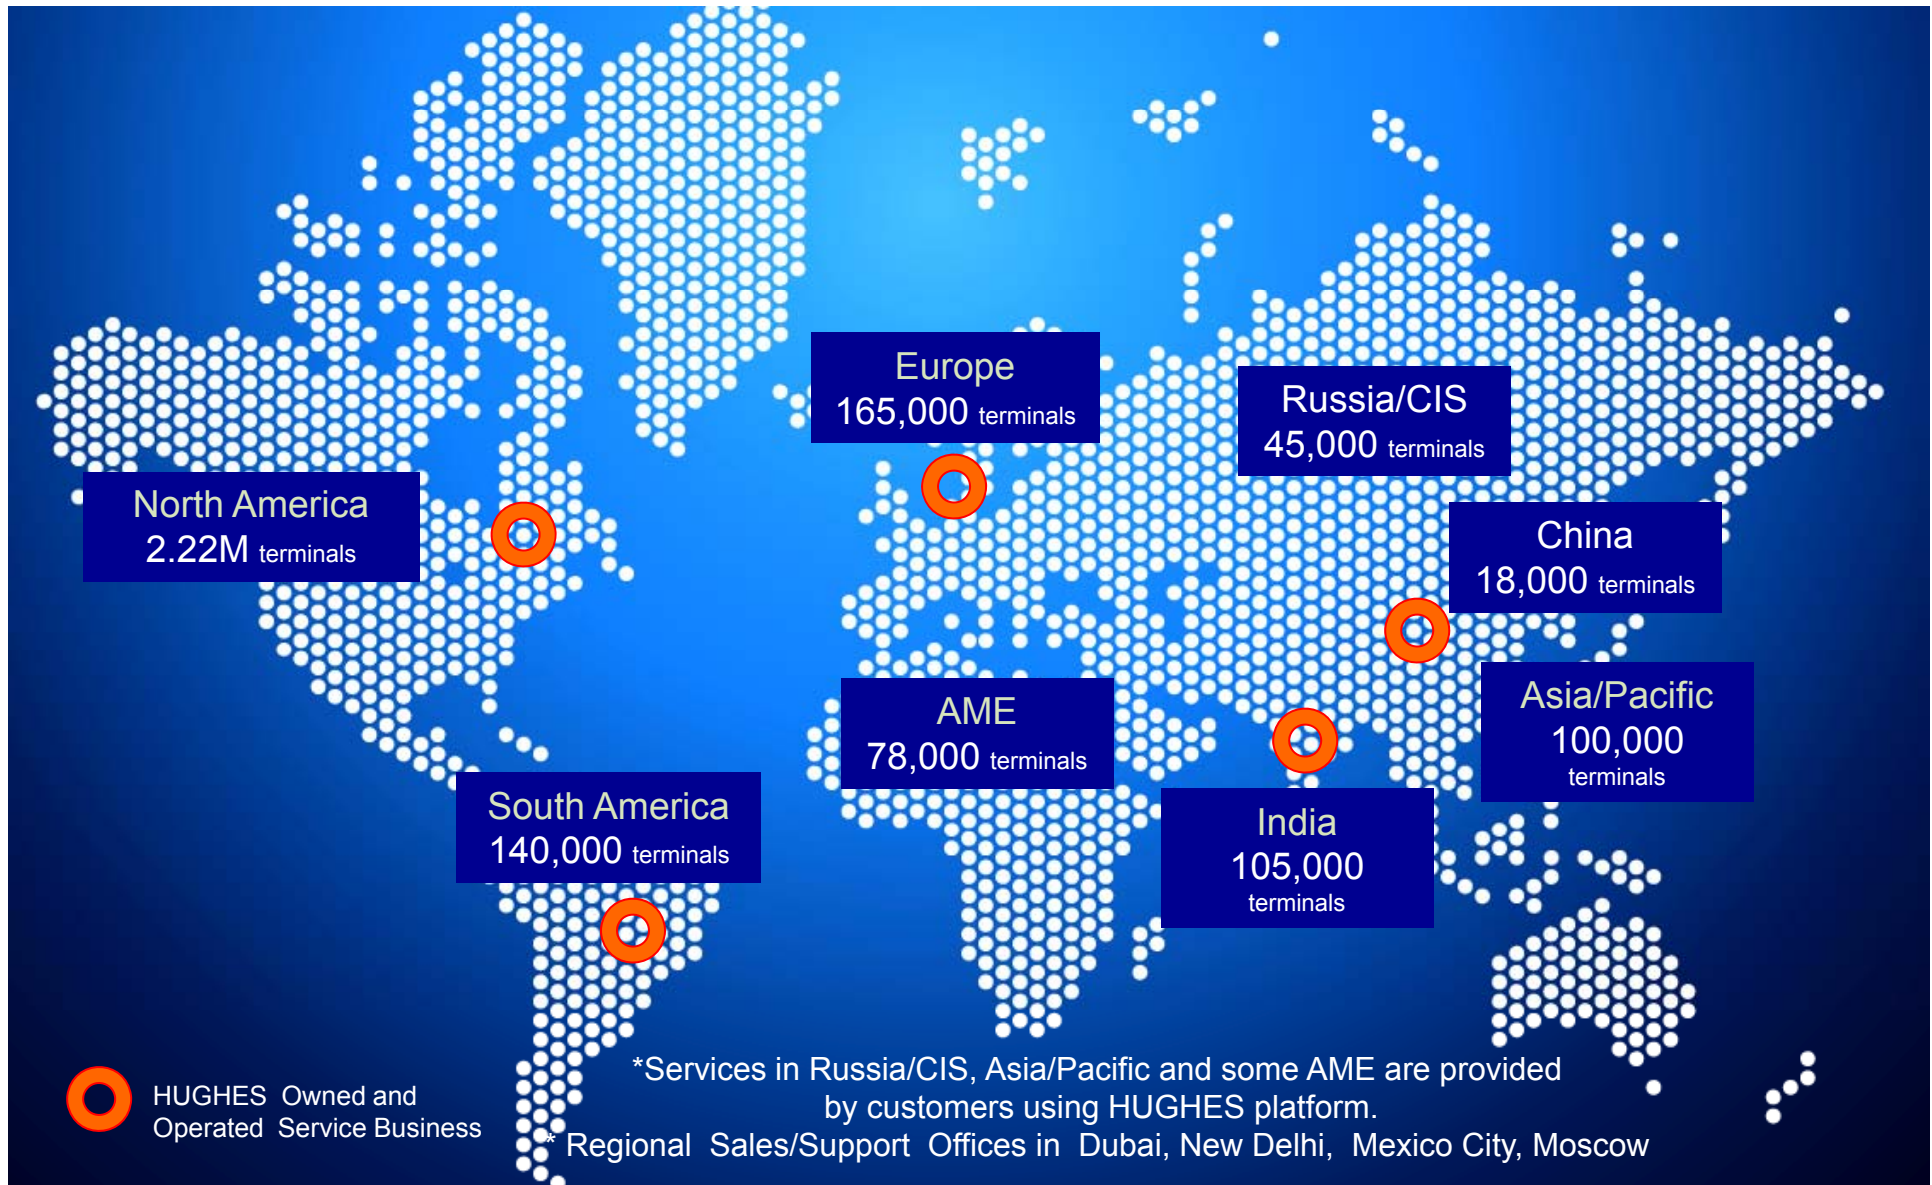 Europe
165,000 terminals
Russia/CIS
45,000 terminals
North America
2.22M terminals
China
18,000 terminals
AME
78,000 terminals
Asia/Pacific
100,000
terminals
South America
140,000 terminals
India
105,000
terminals
HUGHES Owned and
Operated Service Business
*Services in Russia/CIS, Asia/Pacific and some AME are provided
by customers using HUGHES platform.
* Regional Sales/Support Offices in Dubai, New Delhi, Mexico City, Moscow